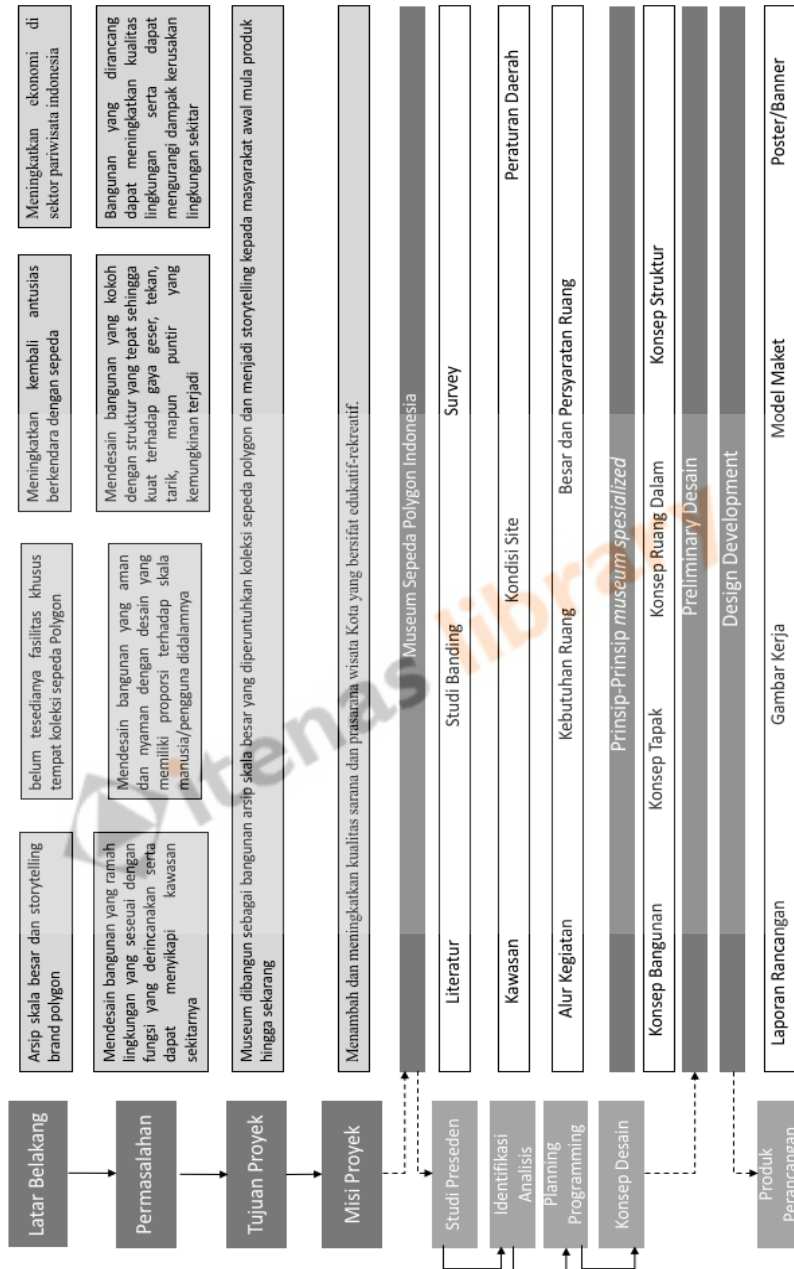 Latar Belakang
Arsip skala besar dan storytelling
brand polygon
belum tesedianya fasilitas khusus
tempat koleksi sepeda Polygon
Meningkatkan kembali antusias
berkendara dengan sepeda
Meningkatkan ekonomi di
sektor pariwisata indonesia
Permasalahan
Mendesain bangunan yang ramah
lingkungan yang seseuai dengan
fungsi yang derincanakan serta
dapat menyikapi kawasan
sekitarnya
Mendesain bangunan yang aman
dan nyaman dengan desain yang
memiliki proporsi terhadap skala
manusia/pengguna didalamnya
Mendesain bangunan yang kokoh
dengan struktur yang tepat sehingga
kuat terhadap gaya geser, tekan,
tarik, mapun puntir yang
kemungkinan terjadi
Bangunan yang dirancang
dapat meningkatkan kualitas
lingkungan serta dapat
mengurangi dampak kerusakan
lingkungan sekitar
Tujuan Proyek
Museum dibangun sebagai bangunan arsip skala besar yang diperuntuhkan koleksi sepeda polygon dan menjadi storytelling kepada masyarakat awal mula produk
hingga sekarang
Misi Proyek
Menambah dan meningkatkan kualitas sarana dan prasarana wisata Kota yang bersifat edukatif-rekreatif.
Museum Sepeda Polygon Indonesia
Studi Preseden
Literatur
Studi Banding
Survey
Identifikasi
Analisis
Kawasan
Kondisi Site
Peraturan Daerah
Planning
Programming
Alur Kegiatan
Kebutuhan Ruang
Besar dan Persyaratan Ruang
Konsep Desain
Prinsip-Prinsip museum spesialized
Konsep Bangunan
Konsep Tapak
Konsep Ruang Dalam
Konsep Struktur
Preliminary Desain
Design Development
Produk
Perancangan
Laporan Rancangan
Gambar Kerja
Model Maket
Poster/Banner
itenas library